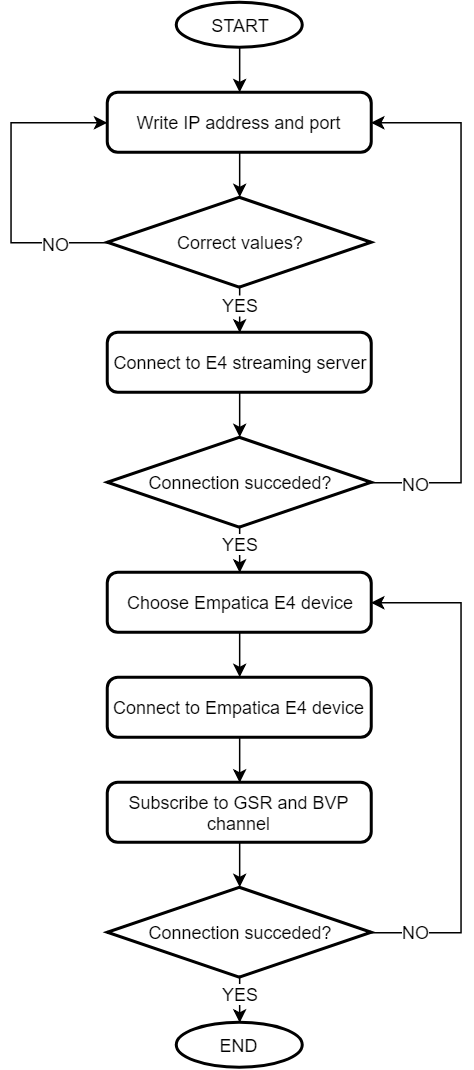 START
Write IP address and port
Correct values?
NO
YES
Connect to E4 streaming server
Connection succeded?
NO
YES
Choose Empatica E4 device
Connect to Empatica E4 device
Subscribe to GSR and BVP
channel
Connection succeded?
NO
YES
END